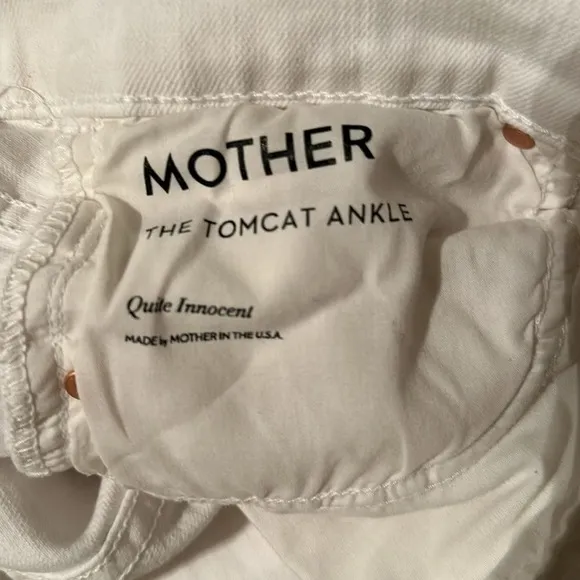 MOTHER
THE TOMCAT ANKLE
Quite Innocent
MADE by MOTHER IN THE U.S.A.